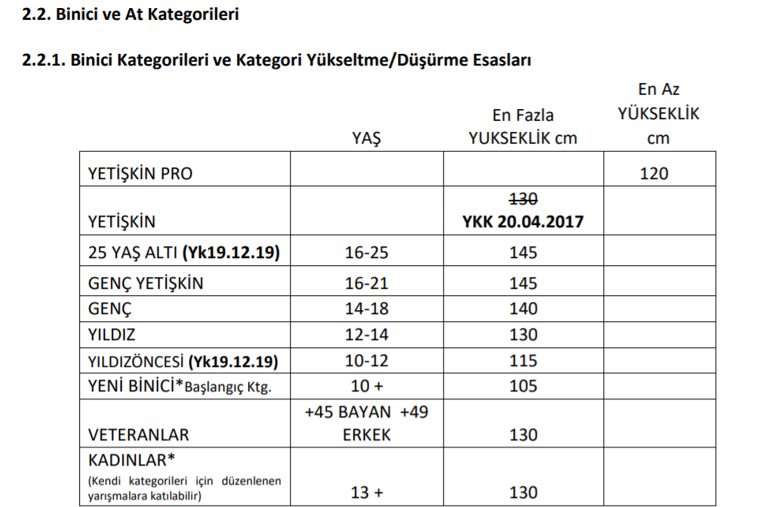 2.2. Binici ve At Kategorileri
2.2.1. Binici Kategorileri ve Kategori Yükseltme/Düşürme Esasları
YAŞ En Fazla YUKSEKLİK cm En Az YÜKSEKLİK cm
YETİŞKİN PRO 120
YETİŞKİN 130 YKK 20.04.2017
25 YAŞ ALTI (Yk19.12.19) 16-25 145
GENÇ YETİŞKİN 16-21 145
GENÇ 14-18 140
YILDIZ 12-14 130
YILDIZÖNCESİ (Yk19.12.19) 10-12 115
YENİ BİNİCİ*Başlangıç Ktg. 10 + 105
VETERANLAR +45 BAYAN +49 ERKEK 130
KADINLAR*
(Kendi kategorileri için düzenlenen
yarışmalara katılabilir) 13 + 130